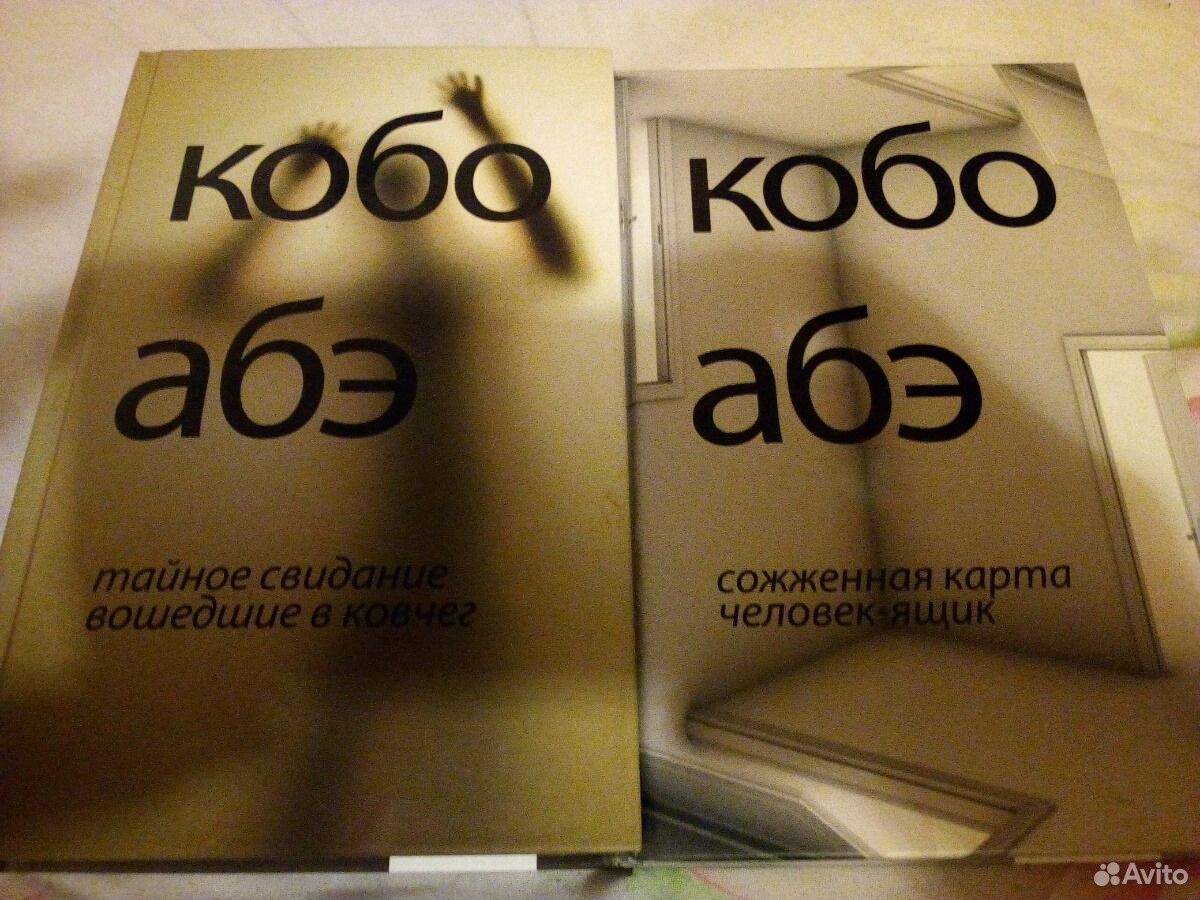 кобо
абэ
тайное свидание
вошедшие в ковчег
кобо
абэ
сожженная карта
человек-ящик
Avito